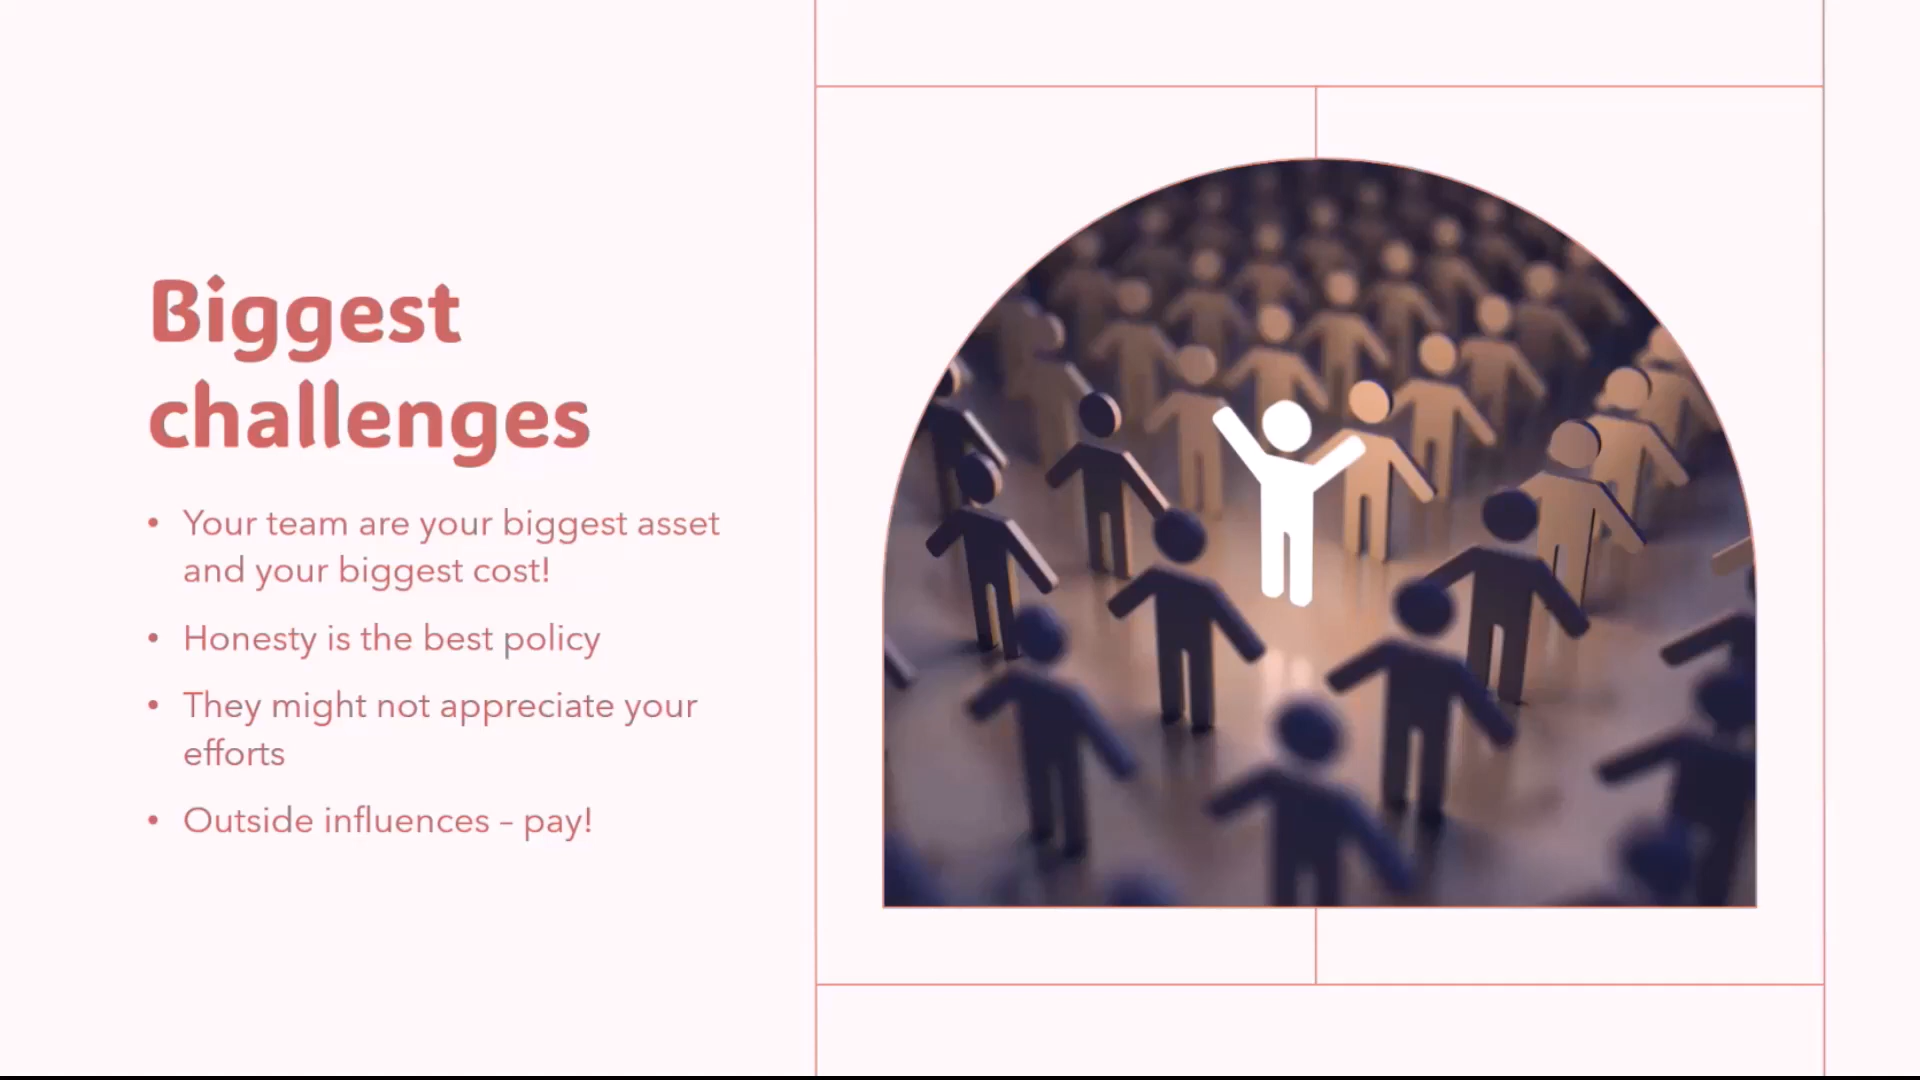 Biggest
challenges
• Your team are your biggest asset
and your biggest cost!
• Honesty is the best policy
• They might not appreciate your
efforts
• Outside influences – pay!